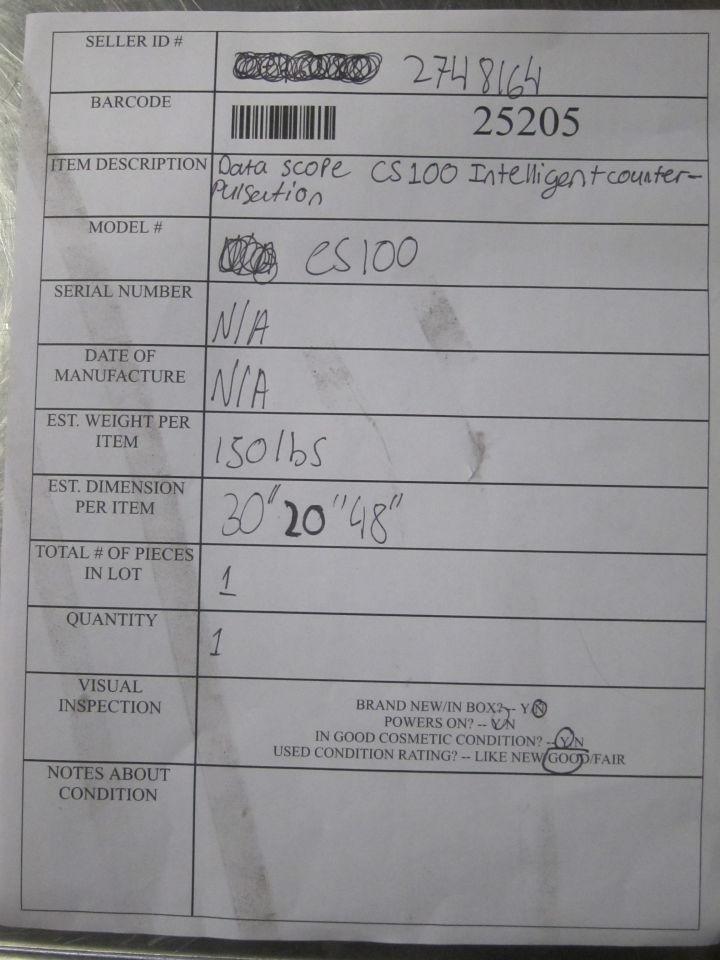 SELLER ID # 2748164
BARCODE 25205
ITEM DESCRIPTION Data scope CS100 Intelligent counter-
Pulsation
MODEL # CS100
SERIAL NUMBER N/A
DATE OF
MANUFACTURE N/A
EST. WEIGHT PER
ITEM 150 lbs
EST. DIMENSION
PER ITEM 30" 20" 48"
TOTAL # OF PIECES
IN LOT 1
QUANTITY 1
VISUAL
INSPECTION
BRAND NEW/IN BOX? -- Y/N
POWERS ON? -- Y/N
IN GOOD COSMETIC CONDITION? -- Y/N
USED CONDITION RATING? -- LIKE NEW/GOOD/FAIR
NOTES ABOUT
CONDITION